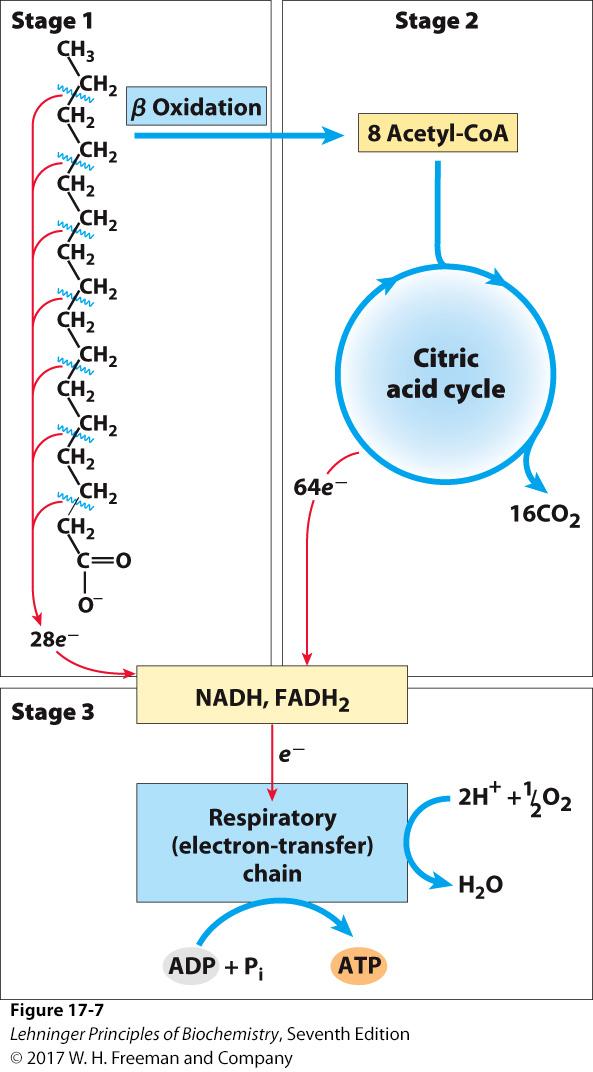 Stage 1
CH₃
CH₂
CH₂
CH₂
CH₂
CH₂
CH₂
CH₂
CH₂
CH₂
CH₂
CH₂
CH₂
CH₂
CH₂
C=O
O⁻
28e⁻
β Oxidation
Stage 2
8 Acetyl-CoA
Citric
acid cycle
64e⁻
16CO₂
Stage 3
NADH, FADH₂
e⁻
Respiratory
(electron-transfer)
chain
2H⁺ + ½O₂
H₂O
ADP + Pᵢ
ATP
Figure 17-7
Lehninger Principles of Biochemistry, Seventh Edition
© 2017 W. H. Freeman and Company